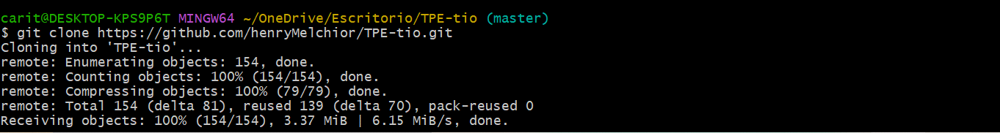 carit@DESKTOP-KPS9P6T MINGW64 ~/OneDrive/Escritorio/TPE-tio (master)
$ git clone https://github.com/henryMelchior/TPE-tio.git
Cloning into 'TPE-tio'...
remote: Enumerating objects: 154, done.
remote: Counting objects: 100% (154/154), done.
remote: Compressing objects: 100% (79/79), done.
remote: Total 154 (delta 81), reused 139 (delta 70), pack-reused 0
Receiving objects: 100% (154/154), 3.37 MiB | 6.15 MiB/s, done.